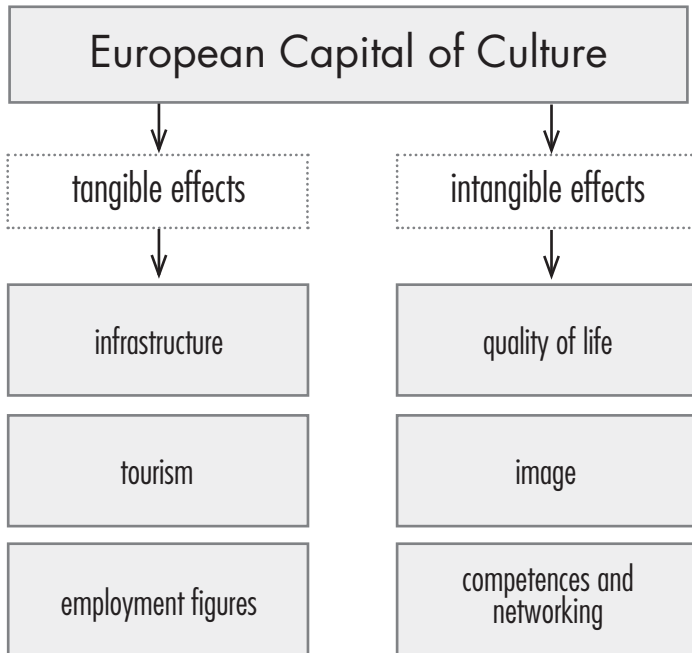 European Capital of Culture
tangible effects
intangible effects
infrastructure
quality of life
tourism
image
employment figures
competences and
networking